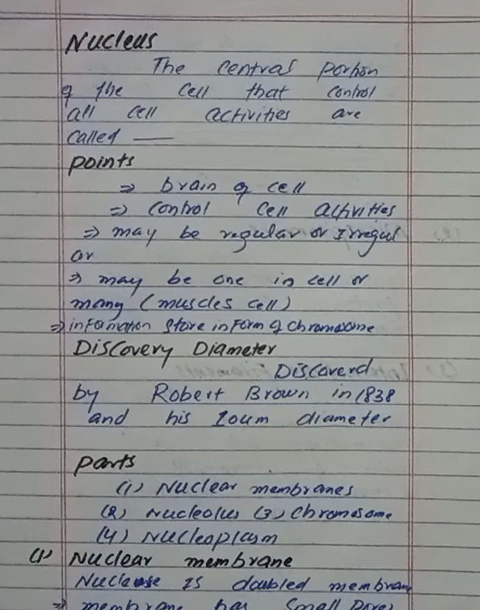 Nucleus
The central portion
of the cell that control
all cell activities are
called —
Points
⇒ brain of cell
⇒ control cell activities
⇒ may be regular or irregul
ar
⇒ may be one in cell or
many (muscles cell)
⇒ information store in form of chromosome
Discovery Diameter
Discoverd
by Robert Brown in 1838
and his 10um diameter
Parts
(1) Nuclear membranes
(2) Nucleolus (3) Chromosome
(4) Nucleoplasm
(1) Nuclear membrane
Nucleuse is doubled membran
⇒ membrane has small pores